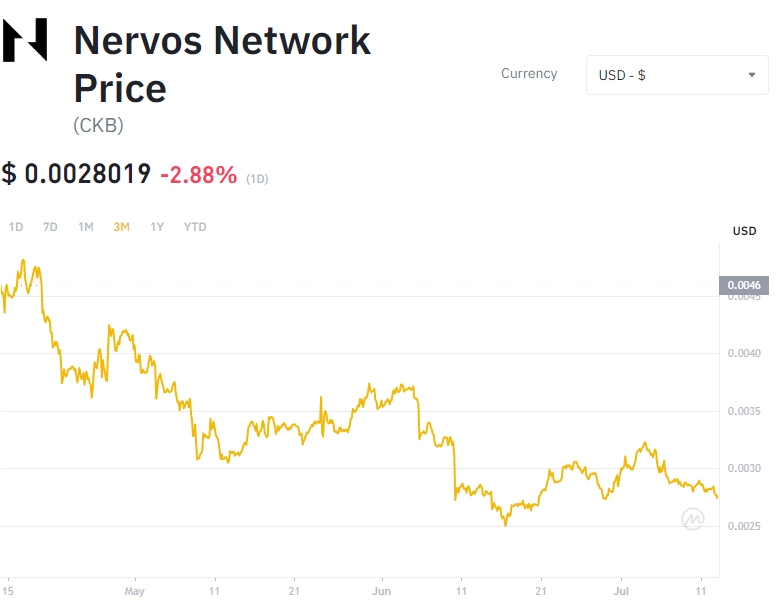 Nervos Network
Price
(CKB)
Currency
USD - $
$ 0.0028019 -2.88% (1D)
1D 7D 1M 3M 1Y YTD
USD
0.0046
0.0045
0.0040
0.0035
0.0030
0.0025
15 May 11 21 Jun 11 21 Jul 11